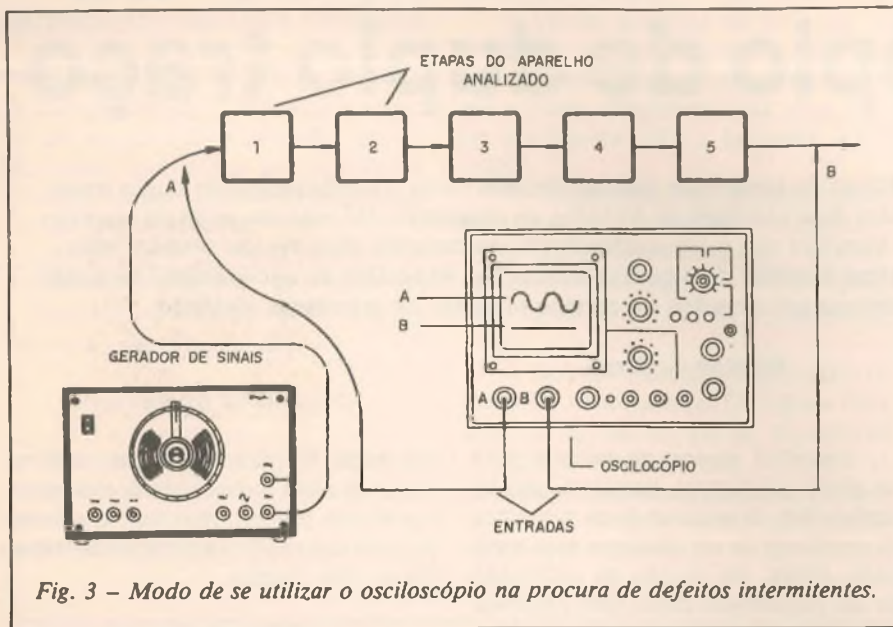 ETAPAS DO APARELHO
ANALIZADO
1
2
3
4
5
A
B
A
B
GERADOR DE SINAIS
A
B
OSCILOCÓPIO
ENTRADAS
Fig. 3 – Modo de se utilizar o osciloscópio na procura de defeitos intermitentes.